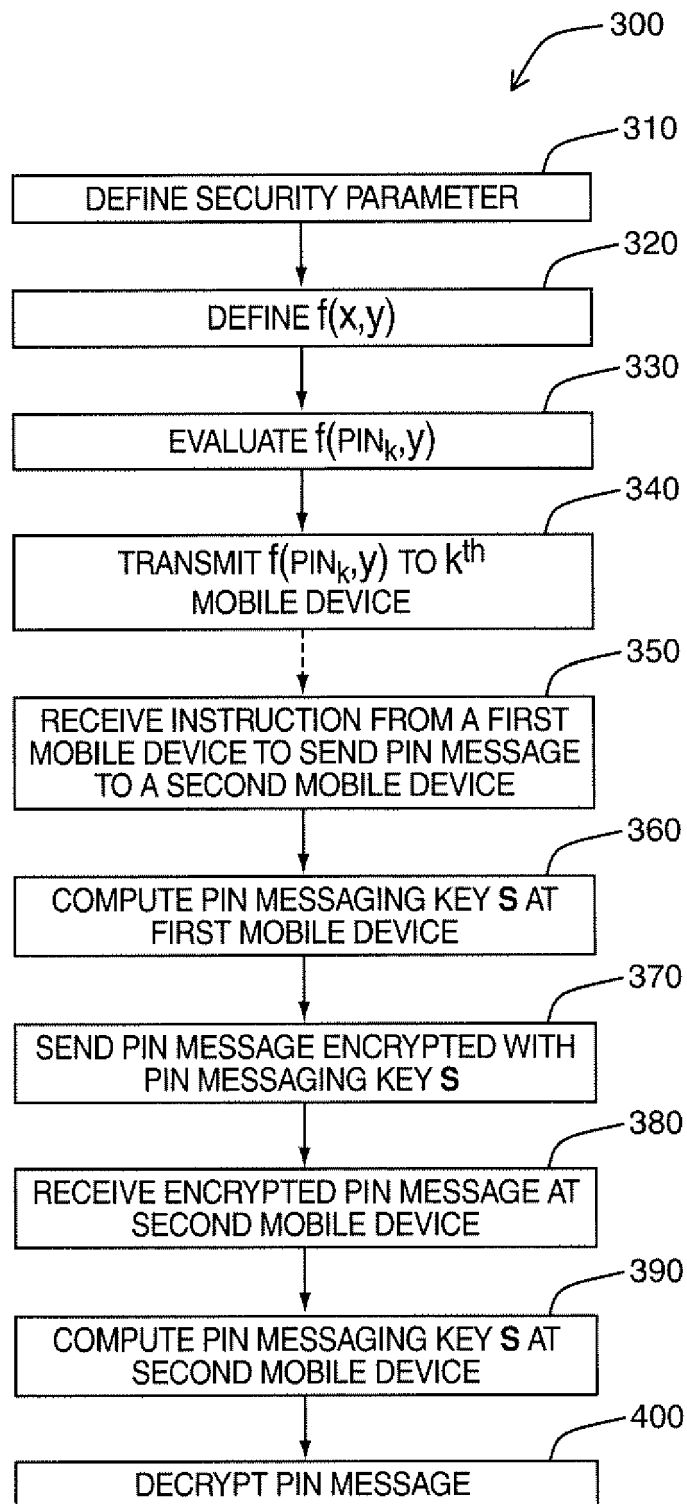 300
310
DEFINE SECURITY PARAMETER
320
DEFINE f(x,y)
330
EVALUATE f(PINk,y)
340
TRANSMIT f(PINk,y) TO kth
MOBILE DEVICE
350
RECEIVE INSTRUCTION FROM A FIRST
MOBILE DEVICE TO SEND PIN MESSAGE
TO A SECOND MOBILE DEVICE
360
COMPUTE PIN MESSAGING KEY S AT
FIRST MOBILE DEVICE
370
SEND PIN MESSAGE ENCRYPTED WITH
PIN MESSAGING KEY S
380
RECEIVE ENCRYPTED PIN MESSAGE AT
SECOND MOBILE DEVICE
390
COMPUTE PIN MESSAGING KEY S AT
SECOND MOBILE DEVICE
400
DECRYPT PIN MESSAGE